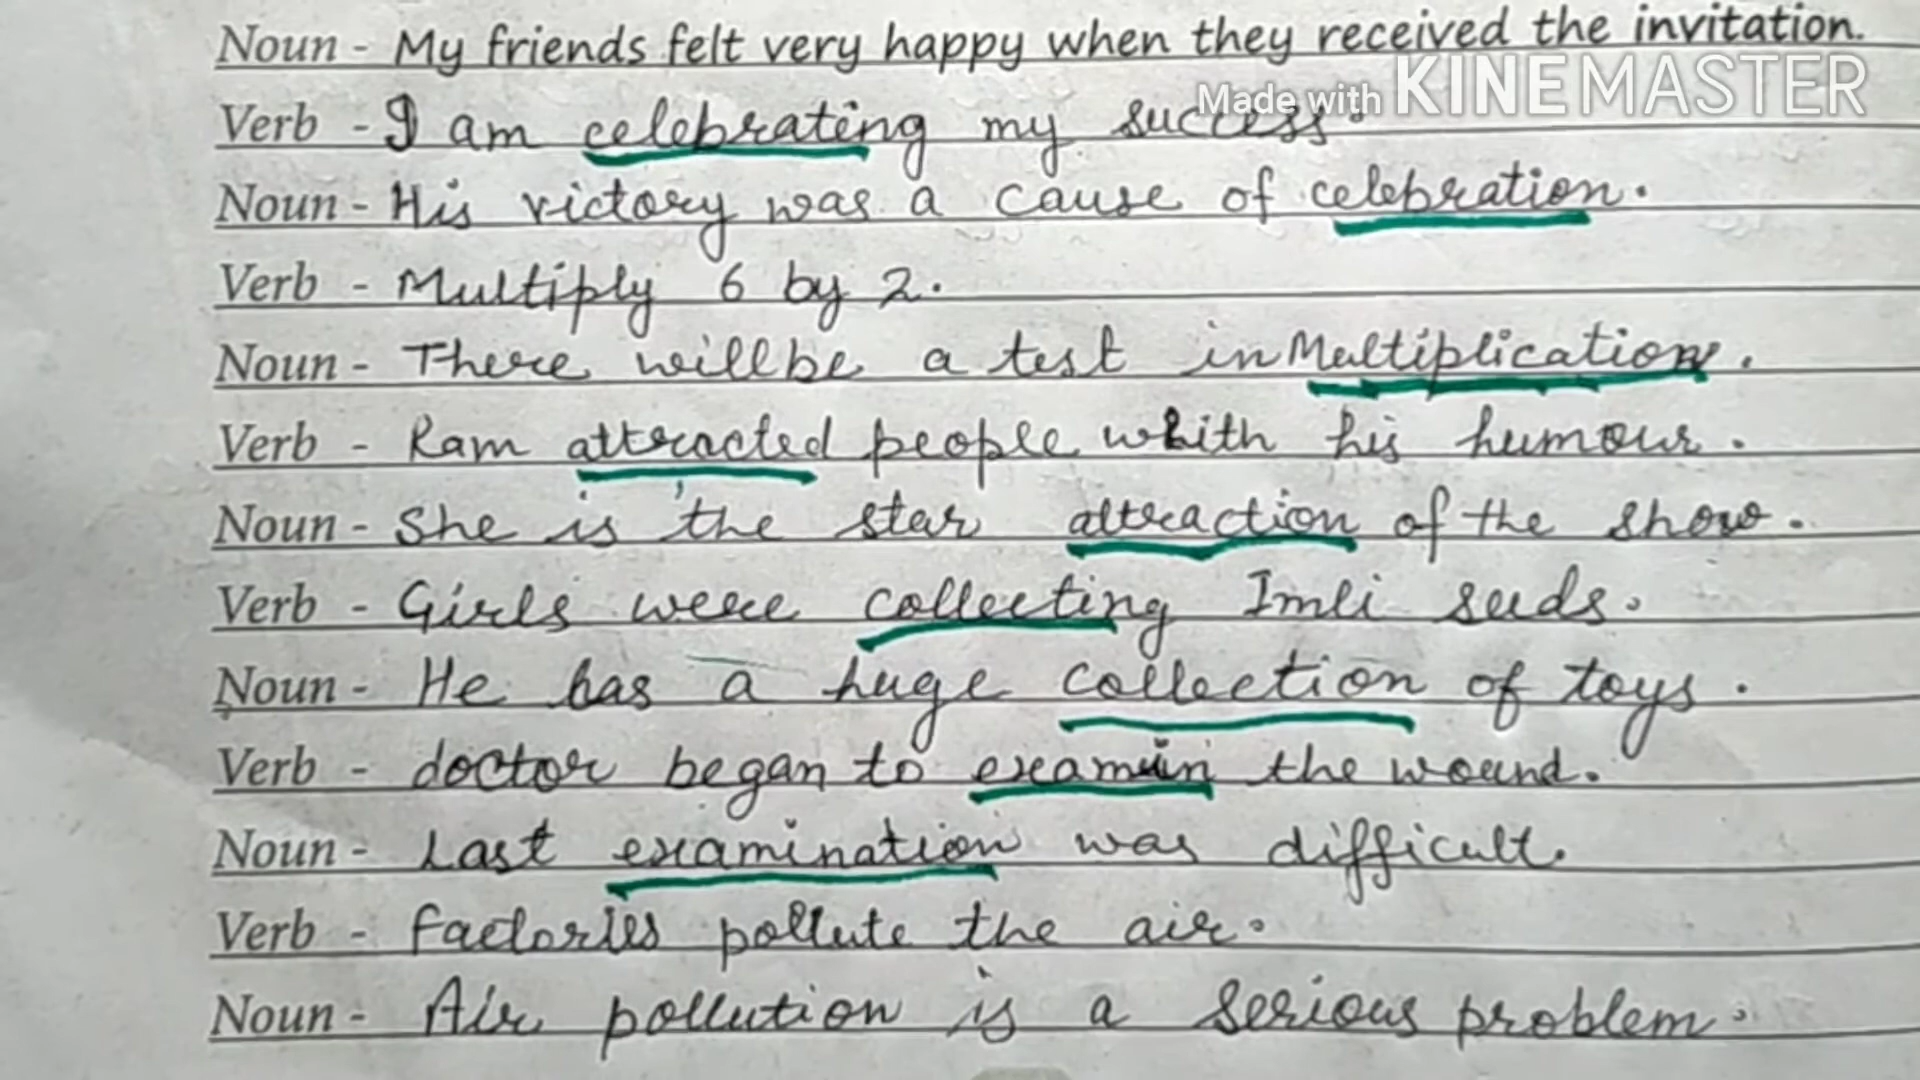 Noun - My friends felt very happy when they received the invitation.
Made with KINEMASTER
Verb - I am celebrating my success.
Noun - His victory was a cause of celebration.
Verb - Multiply 6 by 2.
Noun - There will be a test in Multiplication.
Verb - Ram attracted people whith his humour.
Noun - She is the star attraction of the show.
Verb - Girls were collecting Imli seeds.
Noun - He has a huge collection of toys.
Verb - doctor began to examin the wound.
Noun - Last examination was difficult.
Verb - factories pollute the air.
Noun - Air pollution is a serious problem.